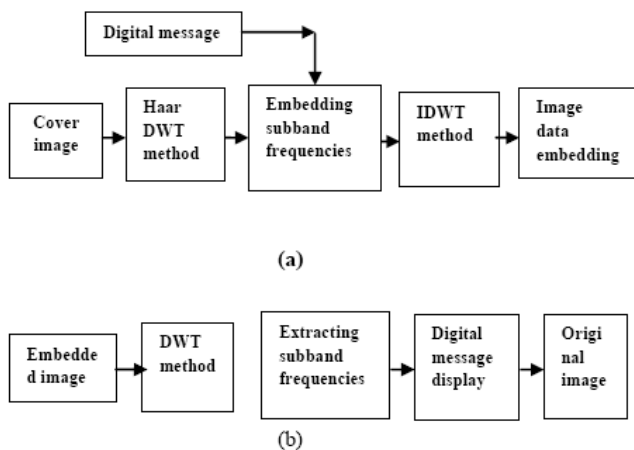 Digital message
Cover
image
Haar
DWT
method
Embedding
subband
frequencies
IDWT
method
Image
data
embedding
(a)
Embedde
d image
DWT
method
Extracting
subband
frequencies
Digital
message
display
Origi
nal
image
(b)